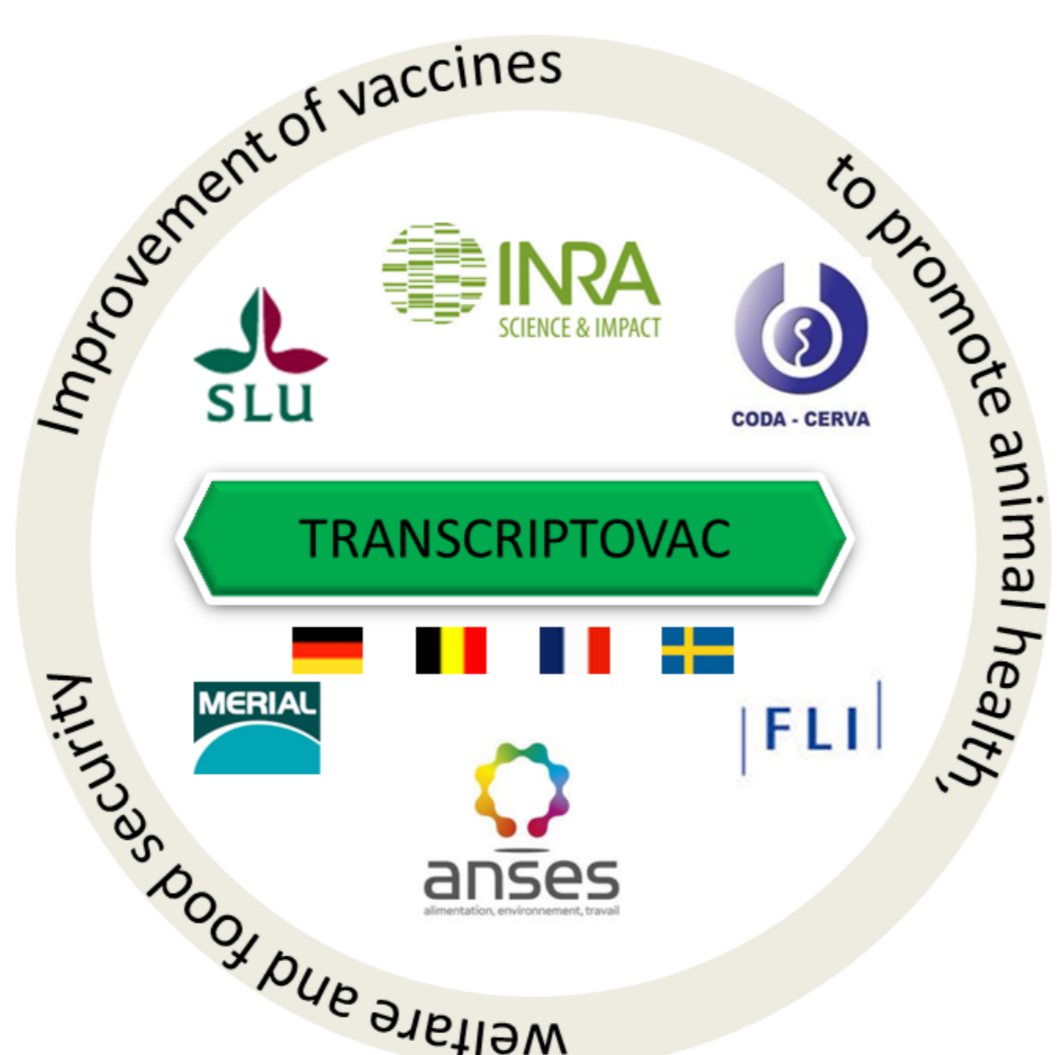 Improvement of vaccines
to promote animal health,
welfare and food security
INRA
SCIENCE & IMPACT
SLU
CODA - CERVA
TRANSCRIPTOVAC
MERIAL
FLI
anses
alimentation, environnement, travail